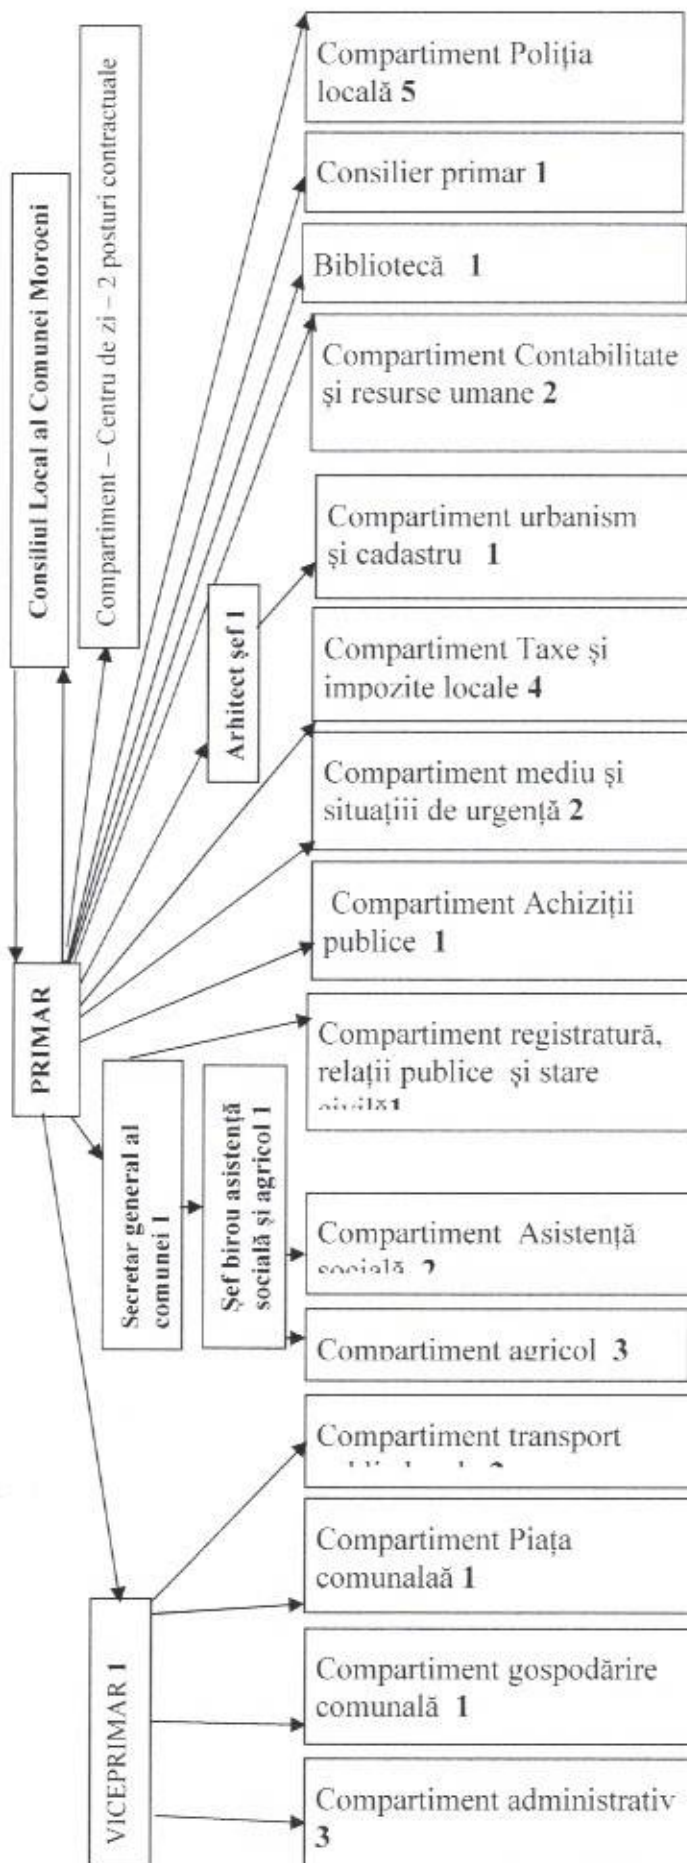 Consiliul Local al Comunei Moroeni
Compartiment – Centru de zi – 2 posturi contractuale
PRIMAR
Compartiment Poliția
locală 5
Consilier primar 1
Bibliotecă 1
Compartiment Contabilitate
și resurse umane 2
Arhitect șef 1
Compartiment urbanism
și cadastru 1
Compartiment Taxe și
impozite locale 4
Compartiment mediu și
situațiii de urgență 2
Compartiment Achiziții
publice 1
Secretar general al
comunei 1
Compartiment registratură,
relații publice și stare
civilă1
Șef birou asistență
socială și agricol 1
Compartiment Asistență
socială 2
Compartiment agricol 3
VICEPRIMAR 1
Compartiment transport
Compartiment Piața
comunalaă 1
Compartiment gospodărire
comunală 1
Compartiment administrativ
3